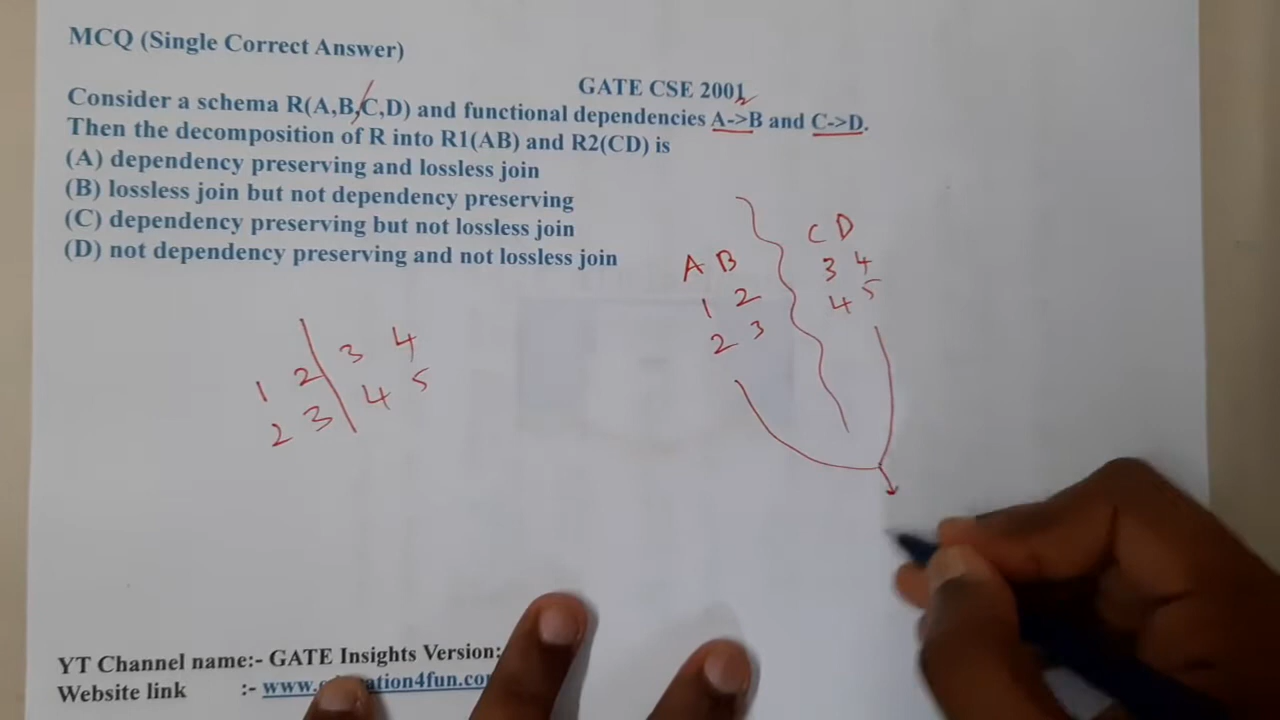 MCQ (Single Correct Answer)
GATE CSE 2001
Consider a schema R(A,B,C,D) and functional dependencies A->B and C->D.
Then the decomposition of R into R1(AB) and R2(CD) is
(A) dependency preserving and lossless join
(B) lossless join but not dependency preserving
(C) dependency preserving but not lossless join
(D) not dependency preserving and not lossless join
A B
1 2
2 3
C D
3 4
4 5
1 2 3 4
2 3 4 5
YT Channel name:- GATE Insights Version:
Website link :-